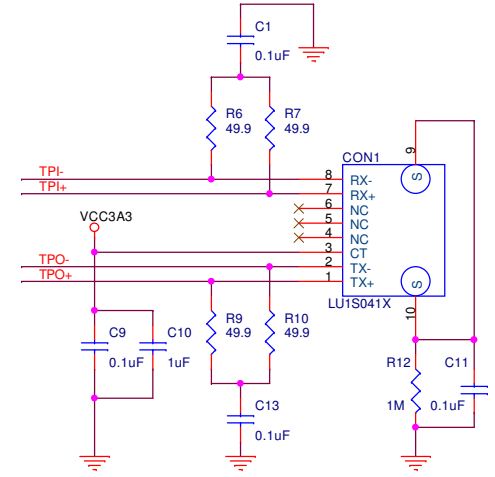 C1
0.1uF
R6
49.9
R7
49.9
CON1
9
S
TPI-
8
RX-
TPI+
7
RX+
6
NC
5
NC
4
NC
VCC3A3
3
CT
TPO-
2
TX-
TPO+
1
TX+
S
LU1S041X
10
R9
49.9
R10
49.9
C9
0.1uF
C10
1uF
R12
1M
C11
0.1uF
C13
0.1uF